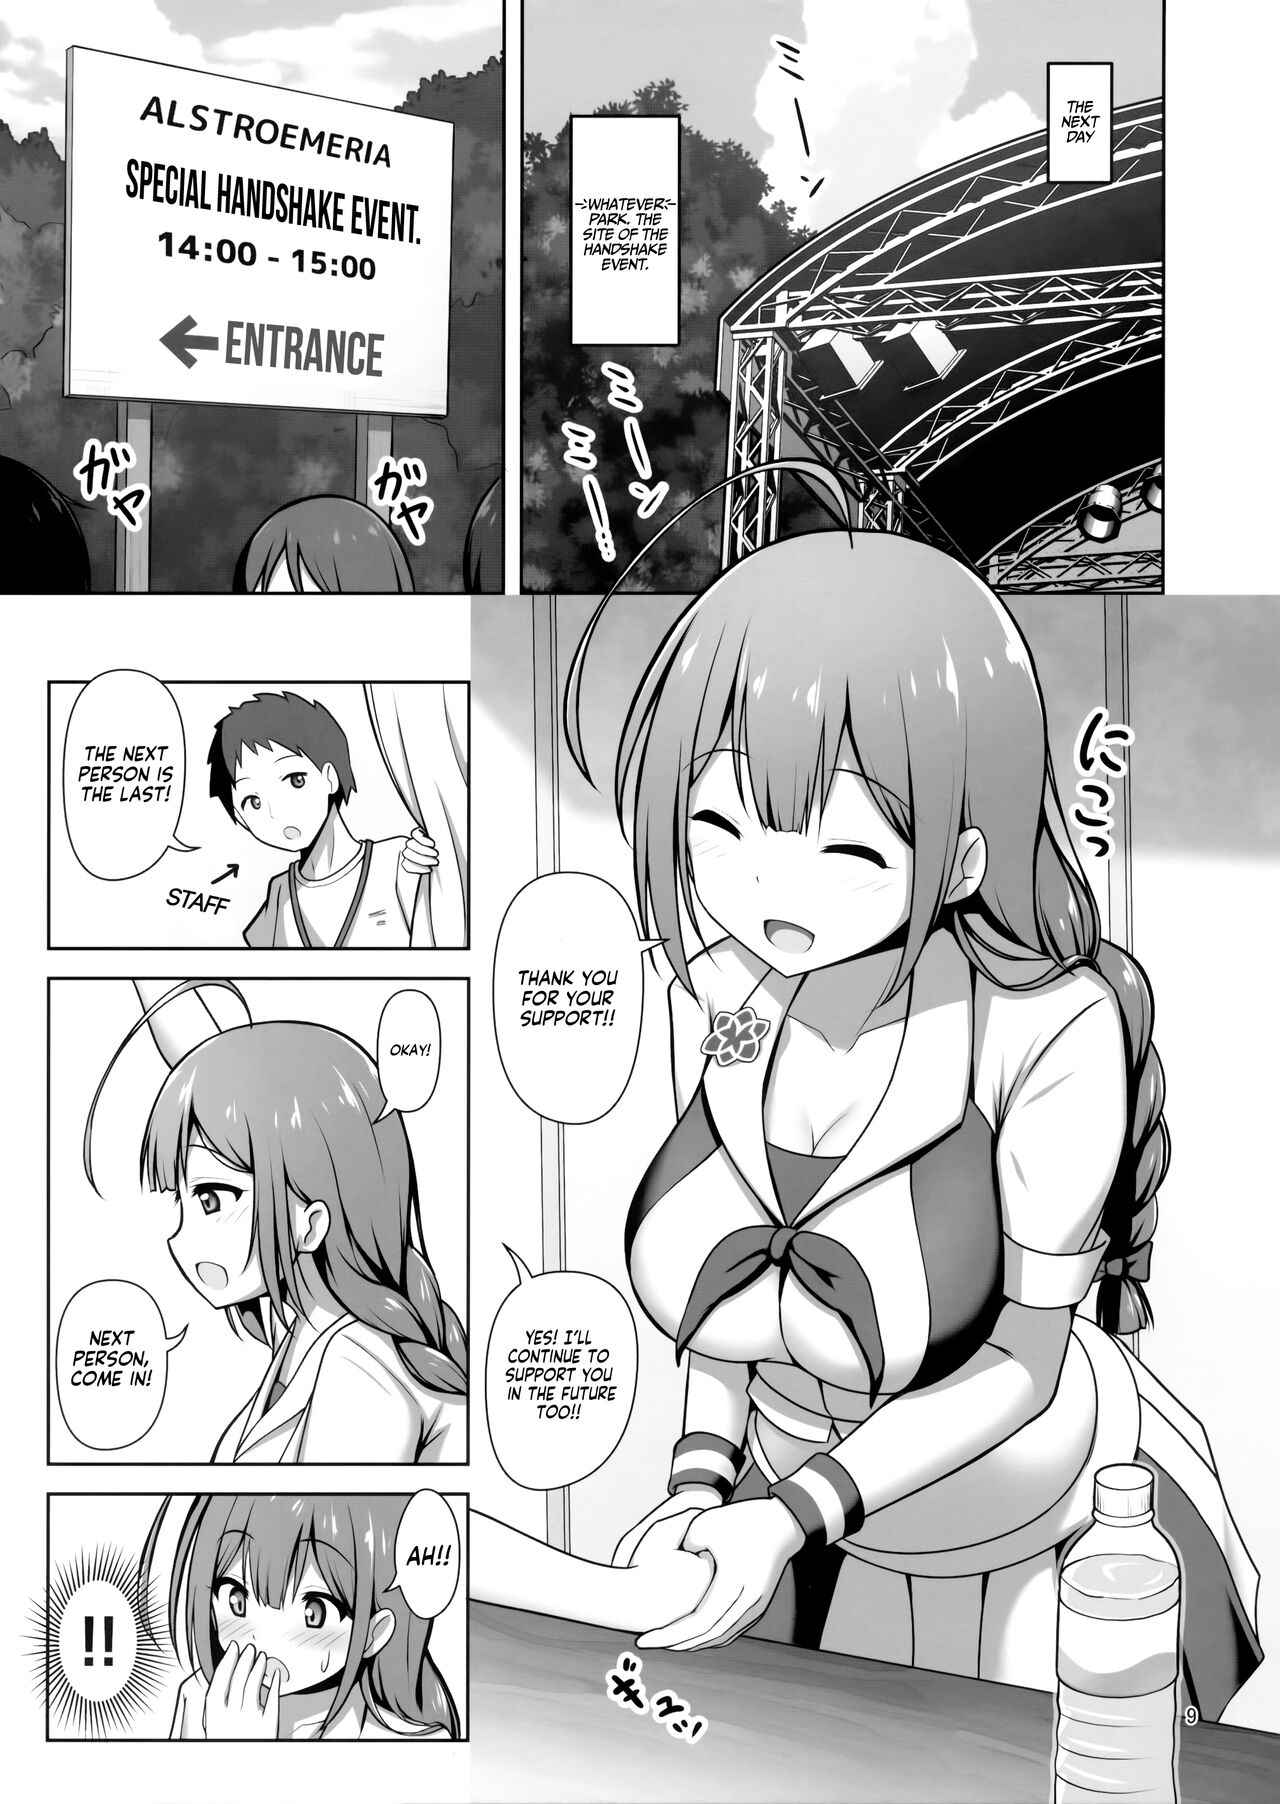 THE
NEXT
DAY
WHATEVER
PARK. THE
SITE OF THE
HANDSHAKE
EVENT.
ミーン
ミーン
ミーン
ALSTROEMERIA
SPECIAL HANDSHAKE EVENT.
14:00 - 15:00
← ENTRANCE
ガヤ
ガヤ
にこっ
THANK YOU
FOR YOUR
SUPPORT!!
YES! I'LL
CONTINUE TO
SUPPORT YOU
IN THE FUTURE
TOO!!
ギュッ
THE NEXT
PERSON IS
THE LAST!
STAFF
OKAY!
NEXT
PERSON,
COME IN!
AH!!
!!
9